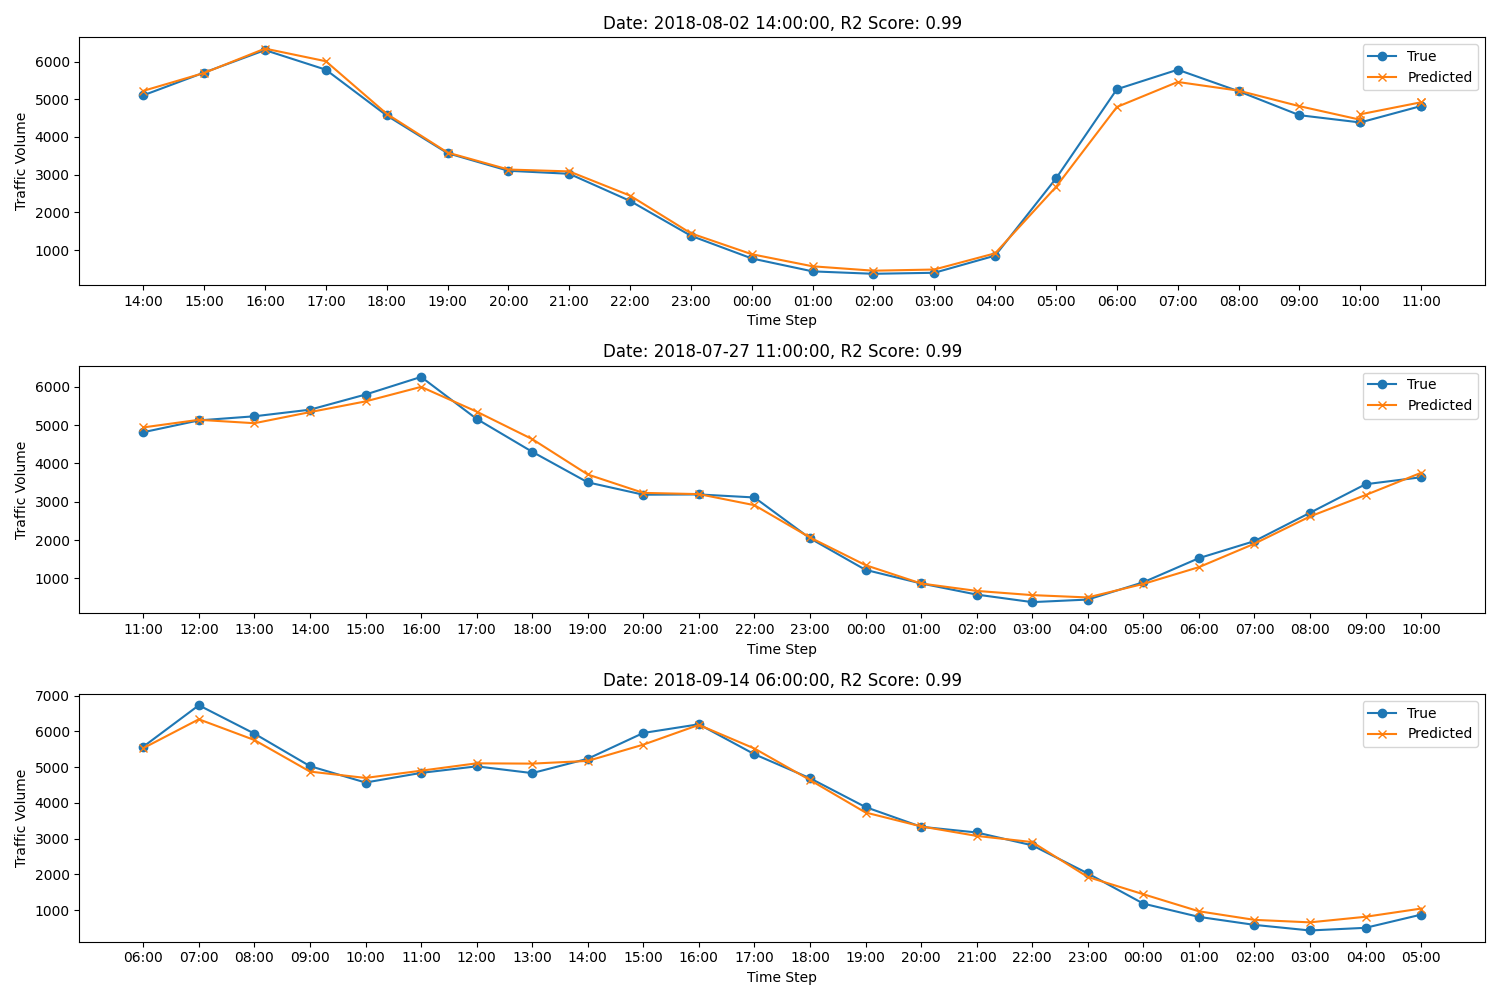 Date: 2018-08-02 14:00:00, R2 Score: 0.99
True
Predicted
Traffic Volume
6000
5000
4000
3000
2000
1000
14:00 15:00 16:00 17:00 18:00 19:00 20:00 21:00 22:00 23:00 00:00 01:00 02:00 03:00 04:00 05:00 06:00 07:00 08:00 09:00 10:00 11:00
Time Step
Date: 2018-07-27 11:00:00, R2 Score: 0.99
True
Predicted
Traffic Volume
6000
5000
4000
3000
2000
1000
11:00 12:00 13:00 14:00 15:00 16:00 17:00 18:00 19:00 20:00 21:00 22:00 23:00 00:00 01:00 02:00 03:00 04:00 05:00 06:00 07:00 08:00 09:00 10:00
Time Step
Date: 2018-09-14 06:00:00, R2 Score: 0.99
True
Predicted
Traffic Volume
7000
6000
5000
4000
3000
2000
1000
06:00 07:00 08:00 09:00 10:00 11:00 12:00 13:00 14:00 15:00 16:00 17:00 18:00 19:00 20:00 21:00 22:00 23:00 00:00 01:00 02:00 03:00 04:00 05:00
Time Step